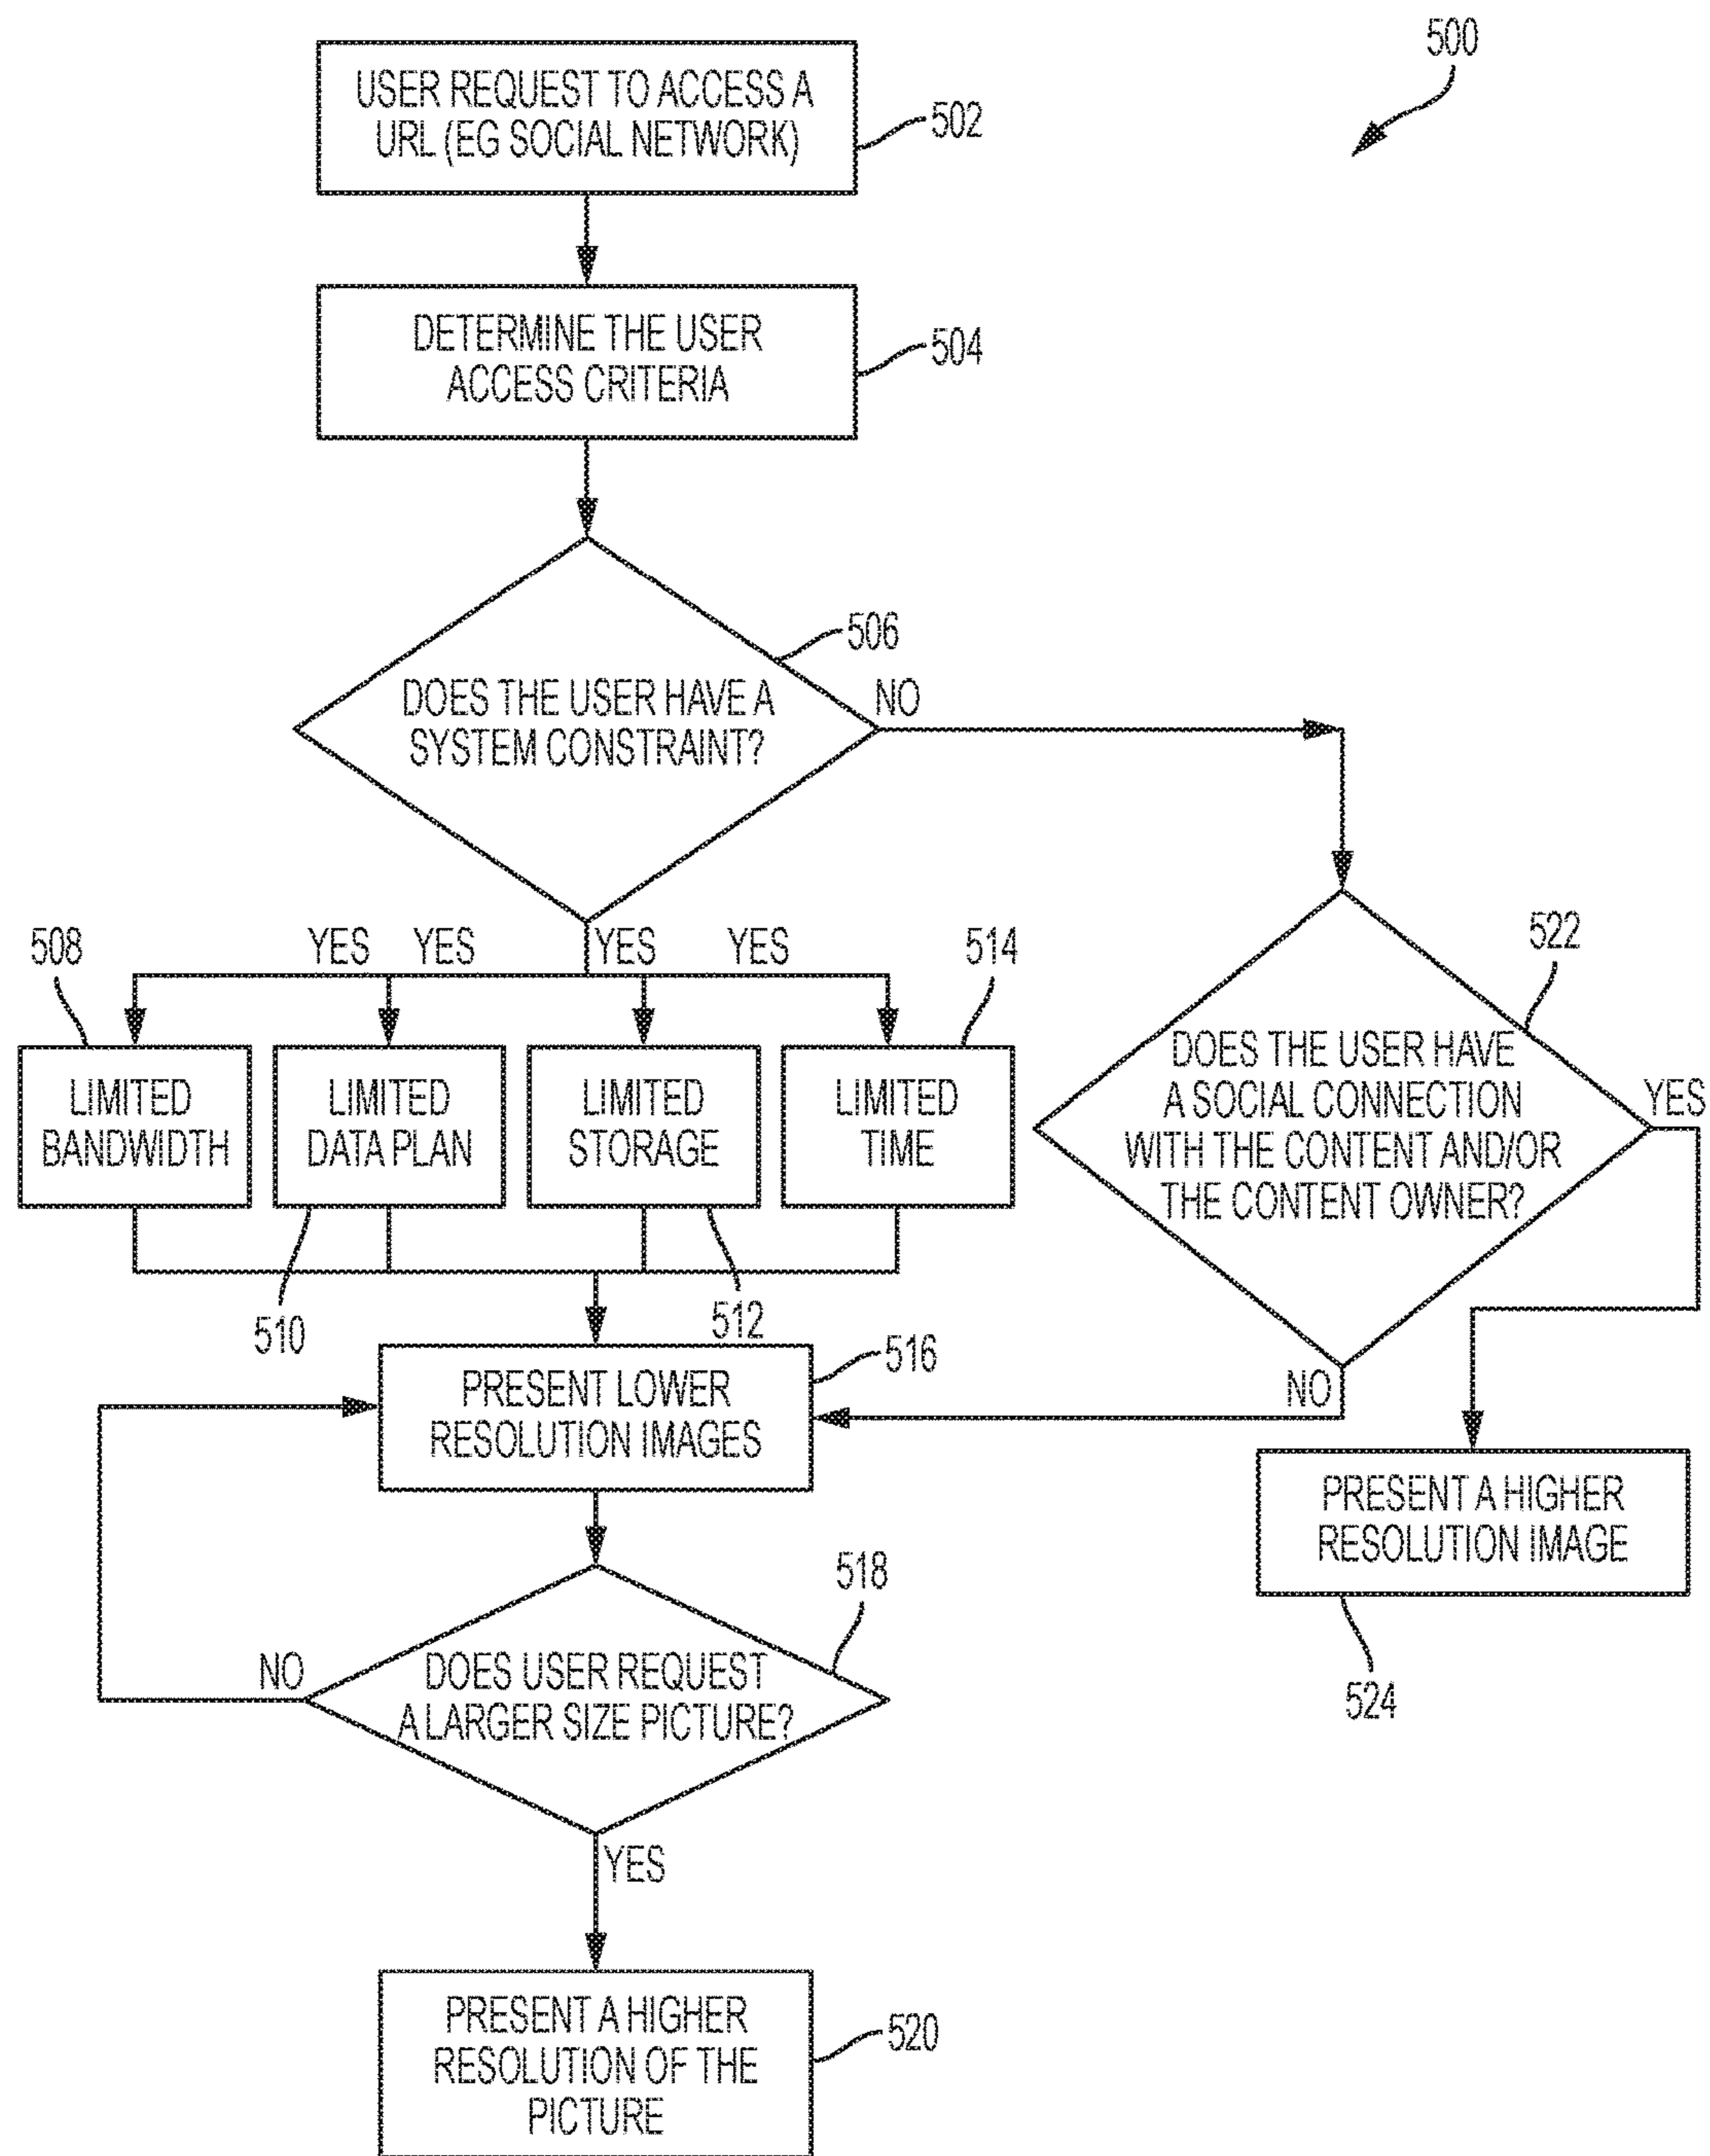 500
USER REQUEST TO ACCESS A
URL (EG SOCIAL NETWORK)
502
DETERMINE THE USER
ACCESS CRITERIA
504
506
DOES THE USER HAVE A
SYSTEM CONSTRAINT?
NO
508
YES
YES
YES
YES
514
522
LIMITED
BANDWIDTH
LIMITED
DATA PLAN
LIMITED
STORAGE
LIMITED
TIME
DOES THE USER HAVE
A SOCIAL CONNECTION
WITH THE CONTENT AND/OR
THE CONTENT OWNER?
YES
510
512
516
PRESENT LOWER
RESOLUTION IMAGES
NO
PRESENT A HIGHER
RESOLUTION IMAGE
524
518
NO
DOES USER REQUEST
A LARGER SIZE PICTURE?
YES
PRESENT A HIGHER
RESOLUTION OF THE
PICTURE
520